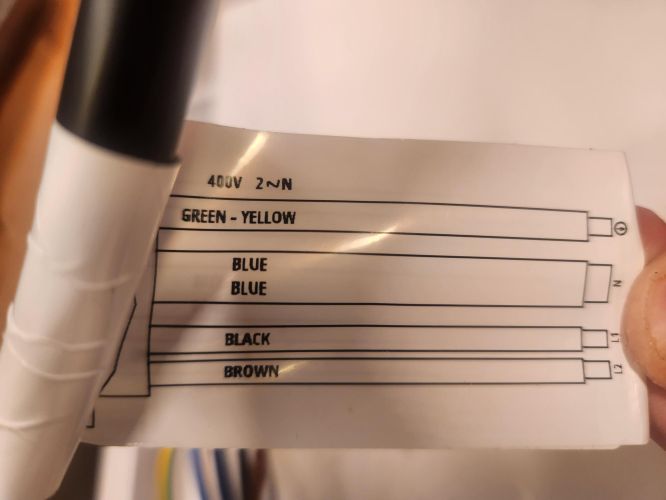 400V 2~N
GREEN - YELLOW
BLUE
BLUE
N
BLACK
L1
BROWN
L2